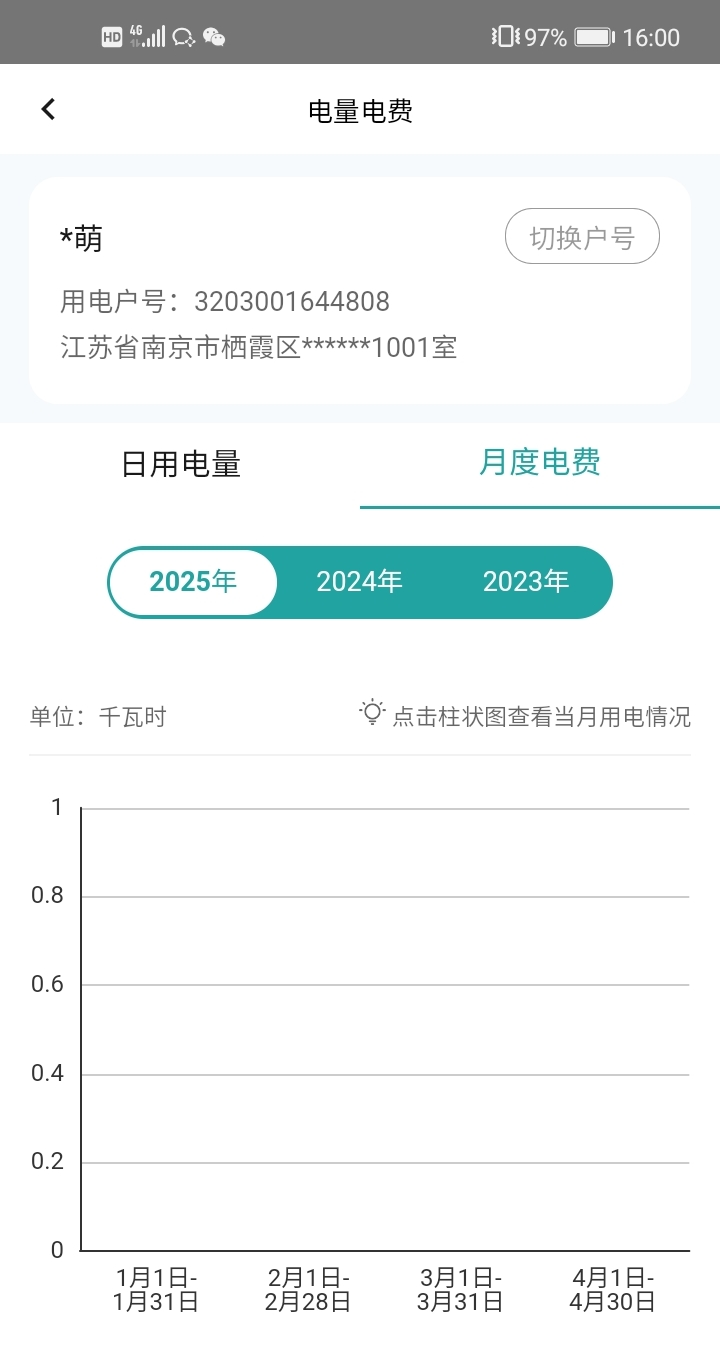 HD 4G 97% 16:00
电量电费
*萌
切换户号
用电户号：3203001644808
江苏省南京市栖霞区******1001室
日用电量
月度电费
2025年
2024年
2023年
单位：千瓦时
点击柱状图查看当月用电情况
1
0.8
0.6
0.4
0.2
0
1月1日-
1月31日
2月1日-
2月28日
3月1日-
3月31日
4月1日-
4月30日